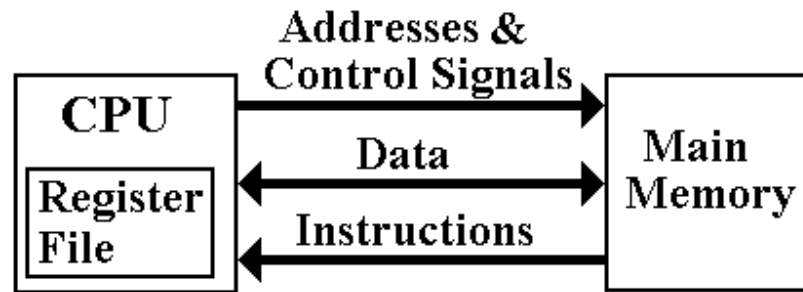 Addresses &
Control Signals
CPU
Data
Main
Memory
Register
File
Instructions